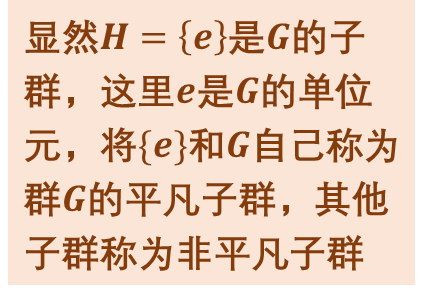 显然H = {e}是G的子
群，这里e是G的单位
元，将{e}和G自己称为
群G的平凡子群，其他
子群称为非平凡子群